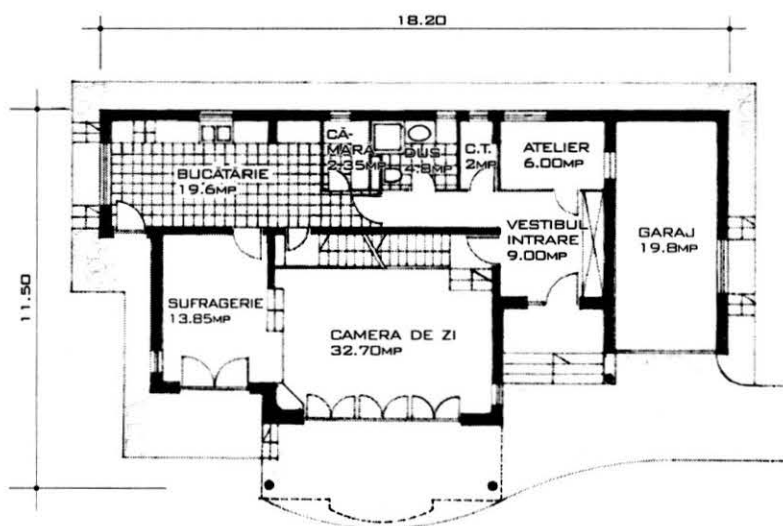 18.20
11.50
BUCĂTĂRIE
19.6MP
CĂ-
MARA
2.35MP
DUȘ
4.8MP
C.T.
2MP
ATELIER
6.00MP
VESTIBUL
INTRARE
9.00MP
GARAJ
19.8MP
SUFRAGERIE
13.85MP
CAMERA DE ZI
32.70MP